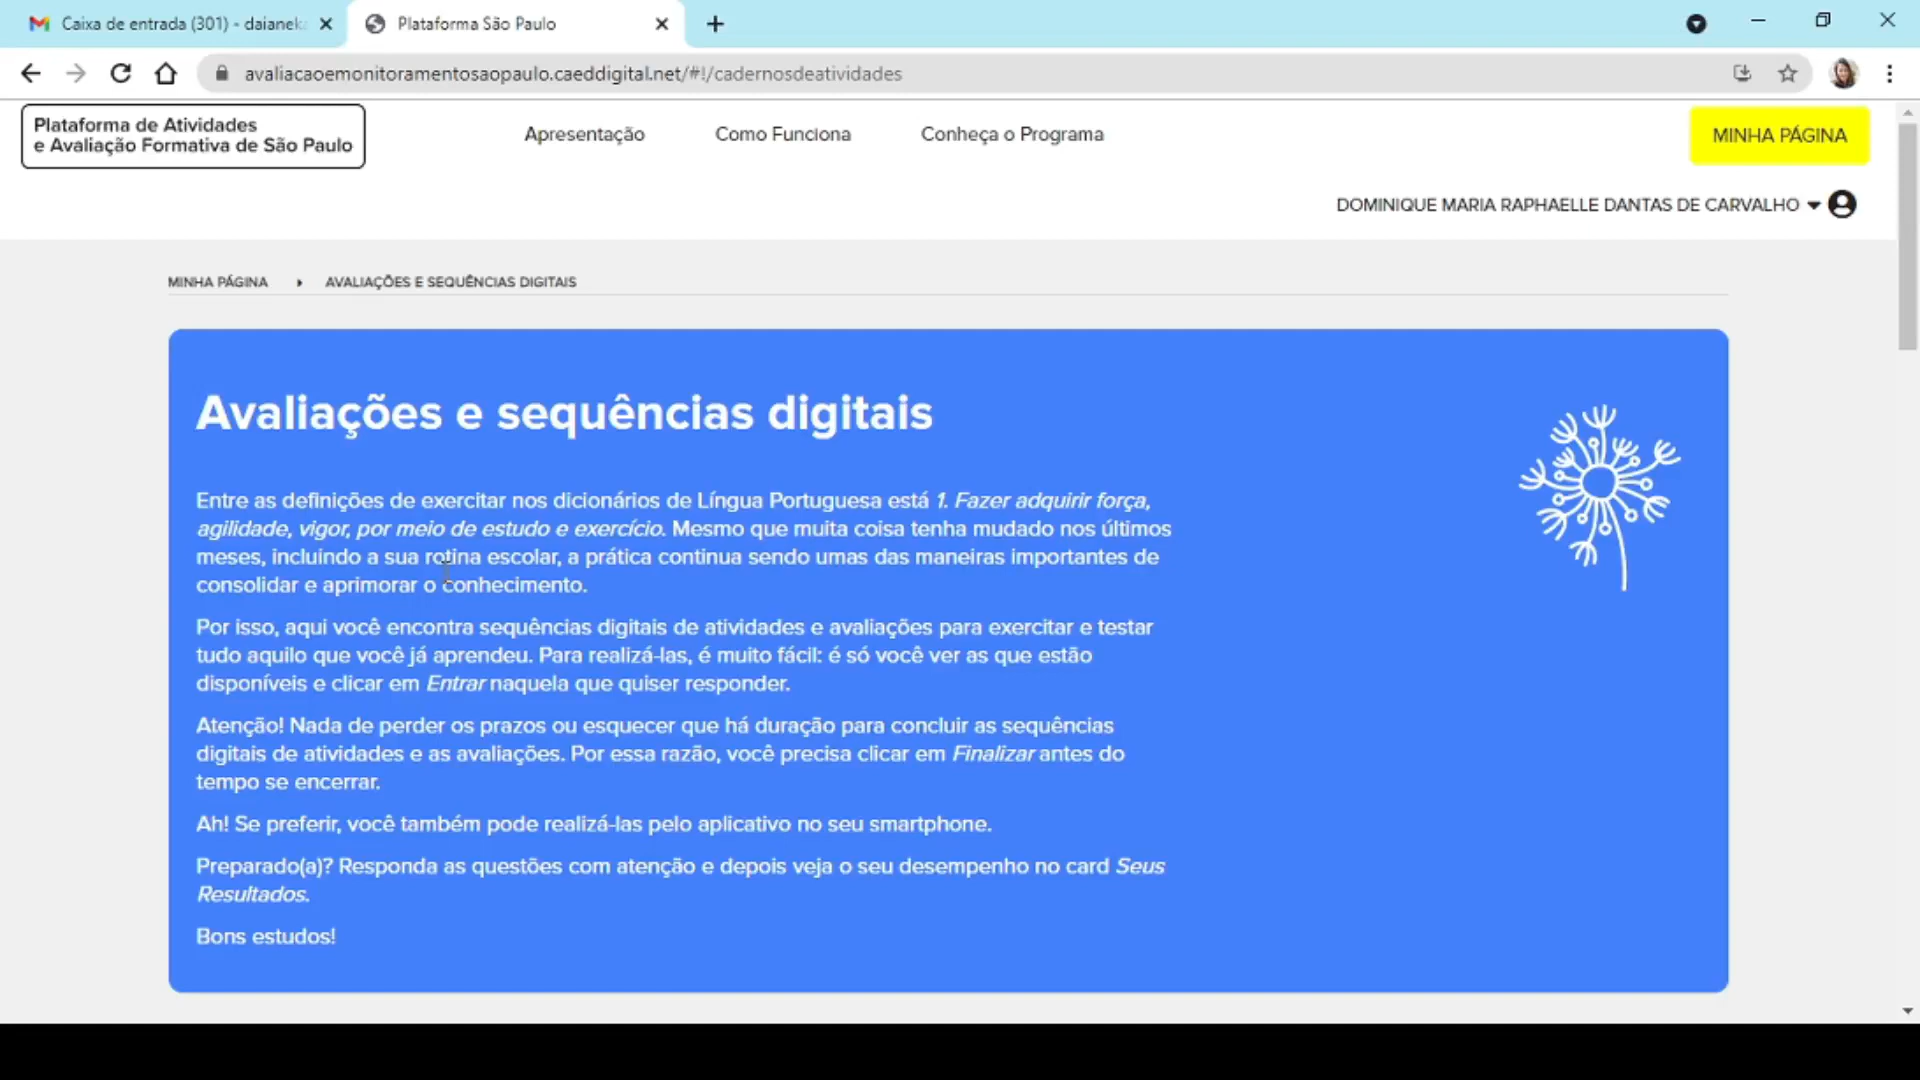 Caixa de entrada (301) - daianeka
Plataforma São Paulo
avaliacaoemonitoramentosaopaulo.caeddigital.net/#!/cadernosdeatividades
Plataforma de Atividades
e Avaliação Formativa de São Paulo
Apresentação
Como Funciona
Conheça o Programa
MINHA PÁGINA
DOMINIQUE MARIA RAPHAELLE DANTAS DE CARVALHO
MINHA PÁGINA
AVALIAÇÕES E SEQUÊNCIAS DIGITAIS
Avaliações e sequências digitais
Entre as definições de exercitar nos dicionários de Língua Portuguesa está 1. Fazer adquirir força,
agilidade, vigor, por meio de estudo e exercício. Mesmo que muita coisa tenha mudado nos últimos
meses, incluindo a sua rotina escolar, a prática continua sendo umas das maneiras importantes de
consolidar e aprimorar o conhecimento.
Por isso, aqui você encontra sequências digitais de atividades e avaliações para exercitar e testar
tudo aquilo que você já aprendeu. Para realizá-las, é muito fácil: é só você ver as que estão
disponíveis e clicar em Entrar naquela que quiser responder.
Atenção! Nada de perder os prazos ou esquecer que há duração para concluir as sequências
digitais de atividades e as avaliações. Por essa razão, você precisa clicar em Finalizar antes do
tempo se encerrar.
Ah! Se preferir, você também pode realizá-las pelo aplicativo no seu smartphone.
Preparado(a)? Responda as questões com atenção e depois veja o seu desempenho no card Seus
Resultados.
Bons estudos!